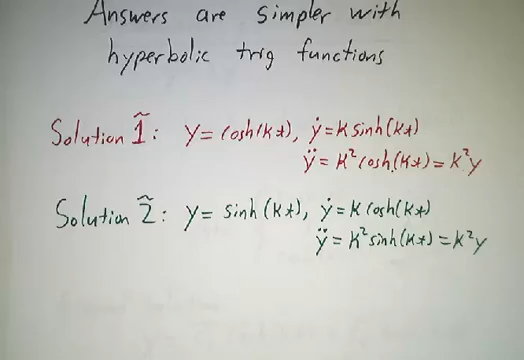 Answers are simpler with
hyperbolic trig functions
Solution 1̃: y = cosh(kt), ẏ = k sinh(kt)
ÿ = k² cosh(kt) = k²y
Solution 2̃: y = sinh(kt), ẏ = k cosh(kt)
ÿ = k² sinh(kt) = k²y